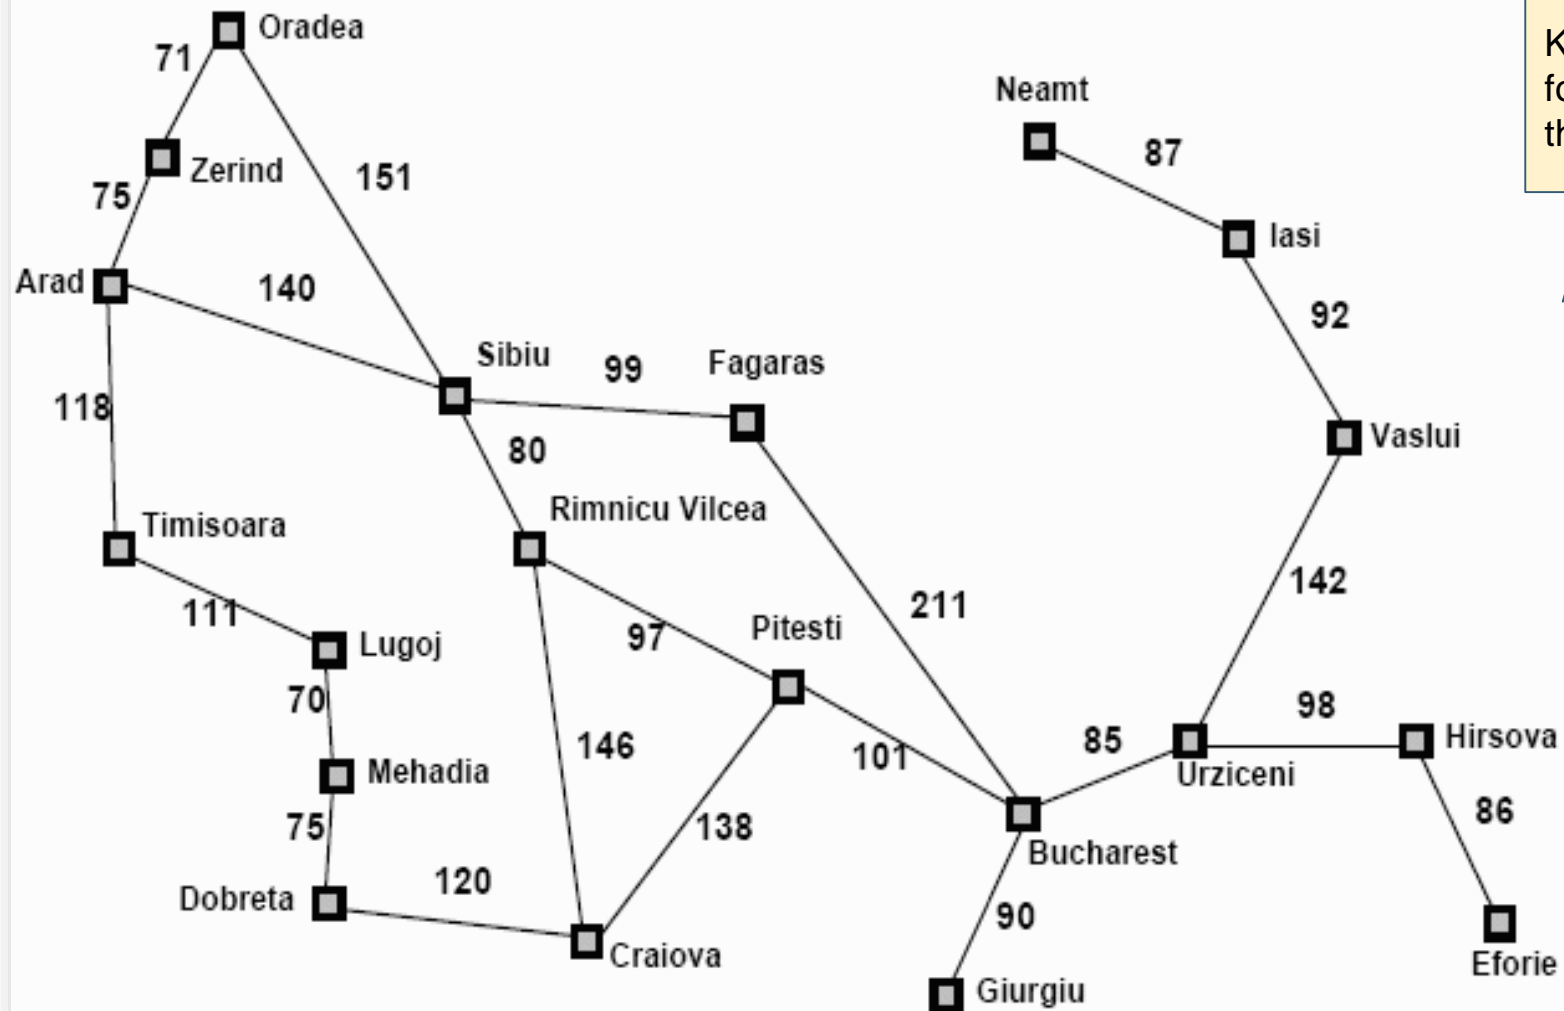 Oradea
71
Neamt
87
Zerind
151
75
Iasi
Arad
140
92
Sibiu
99
Fagaras
118
80
Vaslui
Rimnicu Vilcea
Timisoara
142
111
97
Pitesti
211
Lugoj
70
98
146
101
85
Hirsova
Mehadia
Urziceni
75
138
86
Bucharest
120
Dobreta
90
Craiova
Eforie
Giurgiu